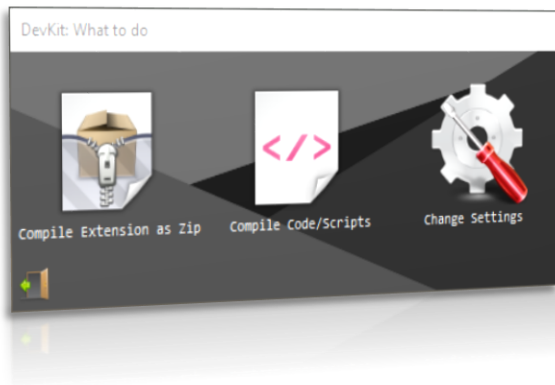 DevKit: What to do
</>
Compile Extension as Zip
Compile Code/Scripts
Change Settings